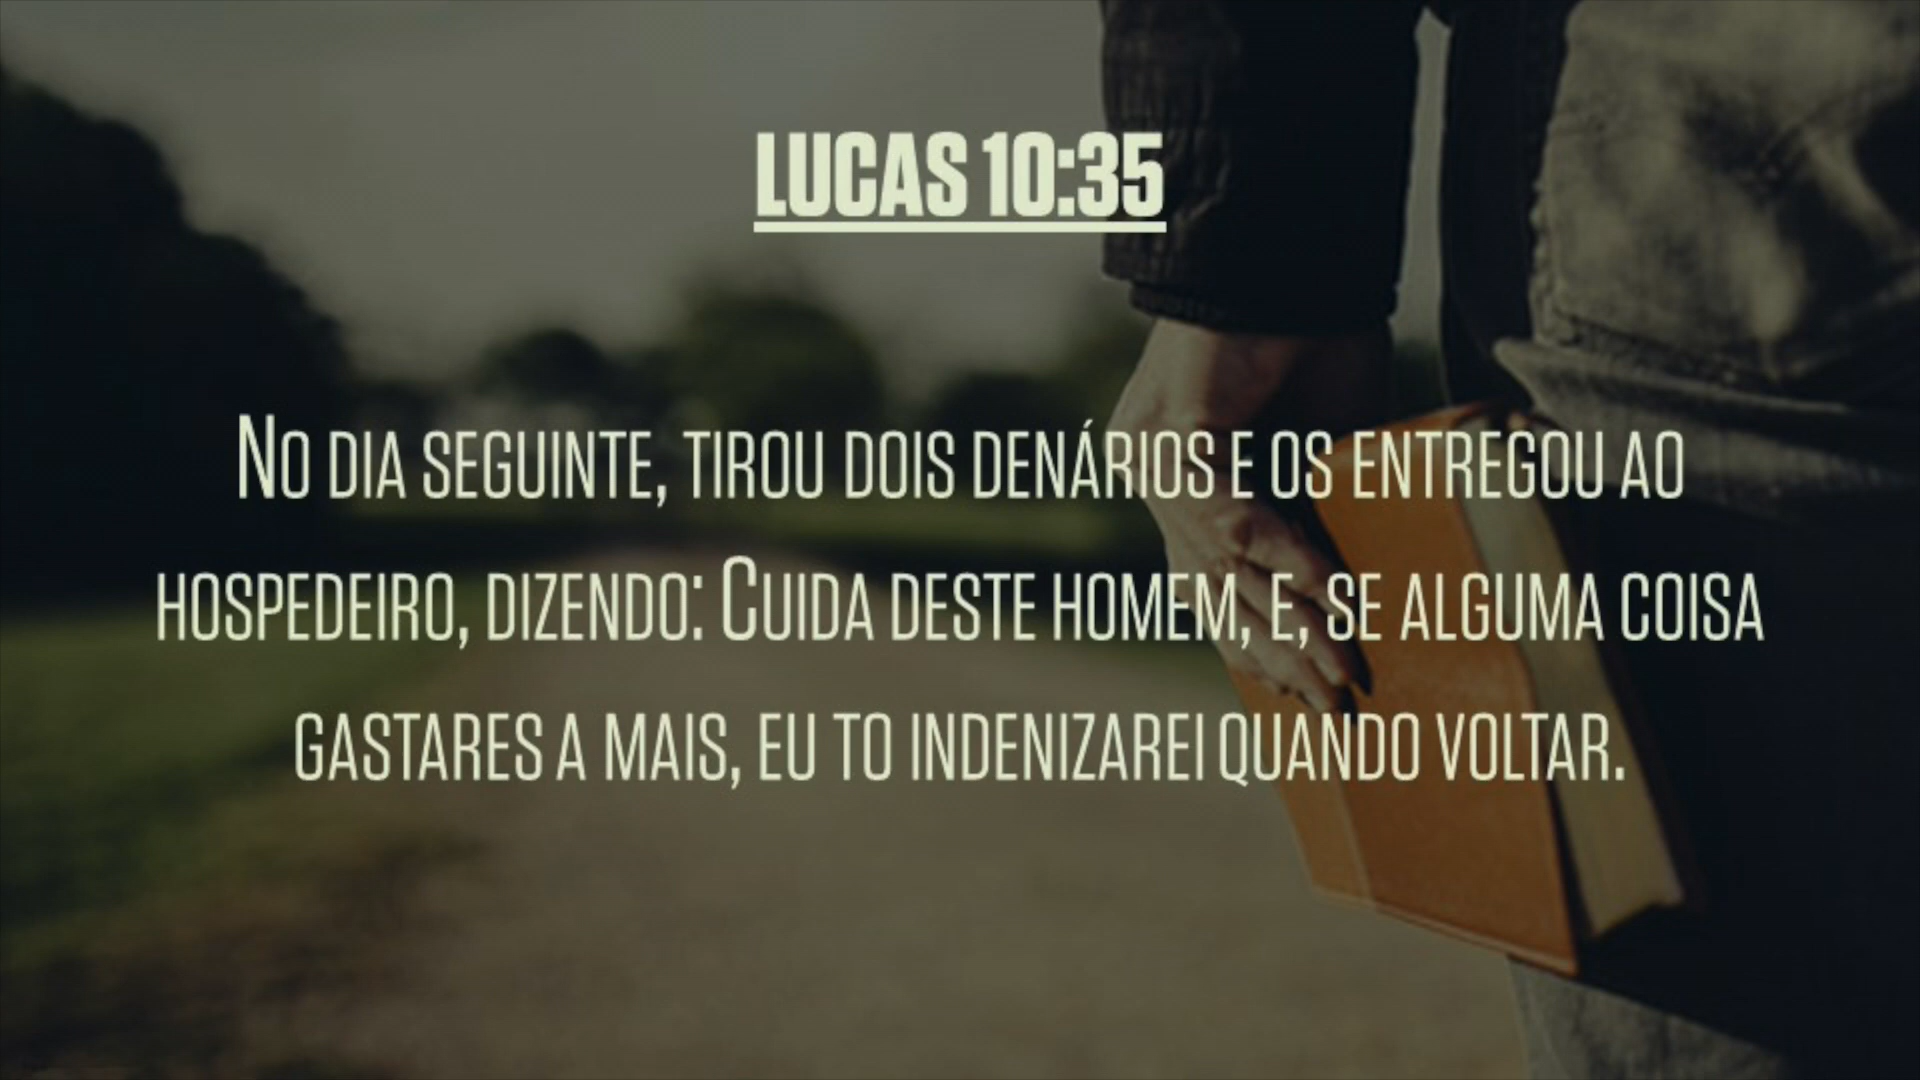 LUCAS 10:35
No dia seguinte, tirou dois denários e os entregou ao
hospedeiro, dizendo: Cuida deste homem, e, se alguma coisa
gastares a mais, eu to indenizarei quando voltar.